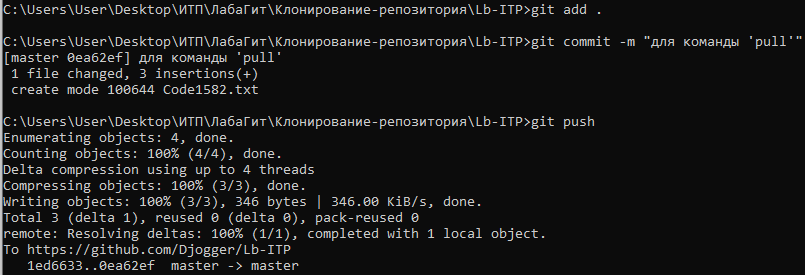 C:\Users\User\Desktop\ИТП\ЛабаГит\Клонирование-репозитория\Lb-ITP>git add .
C:\Users\User\Desktop\ИТП\ЛабаГит\Клонирование-репозитория\Lb-ITP>git commit -m "для команды 'pull'"
[master 0ea62ef] для команды 'pull'
 1 file changed, 3 insertions(+)
 create mode 100644 Code1582.txt
C:\Users\User\Desktop\ИТП\ЛабаГит\Клонирование-репозитория\Lb-ITP>git push
Enumerating objects: 4, done.
Counting objects: 100% (4/4), done.
Delta compression using up to 4 threads
Compressing objects: 100% (3/3), done.
Writing objects: 100% (3/3), 346 bytes | 346.00 KiB/s, done.
Total 3 (delta 1), reused 0 (delta 0), pack-reused 0
remote: Resolving deltas: 100% (1/1), completed with 1 local object.
To https://github.com/Djogger/Lb-ITP
   1ed6633..0ea62ef  master -> master